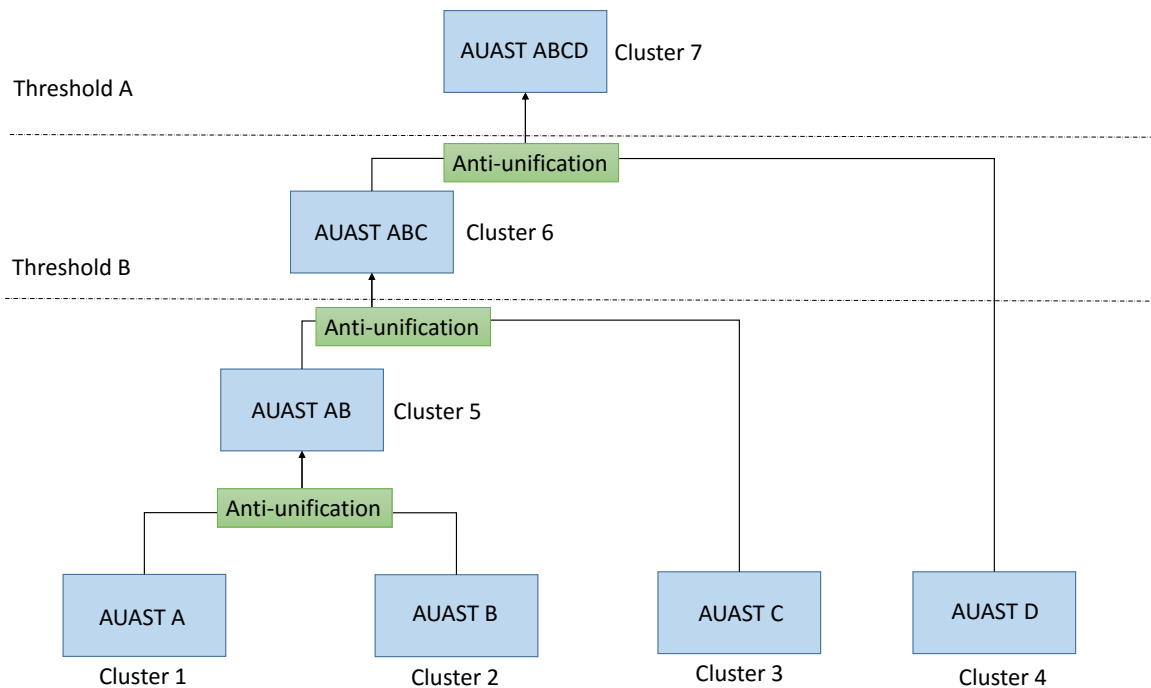 AUAST ABCD
Cluster 7
Threshold A
Anti-unification
AUAST ABC
Cluster 6
Threshold B
Anti-unification
AUAST AB
Cluster 5
Anti-unification
AUAST A
AUAST B
AUAST C
AUAST D
Cluster 1
Cluster 2
Cluster 3
Cluster 4